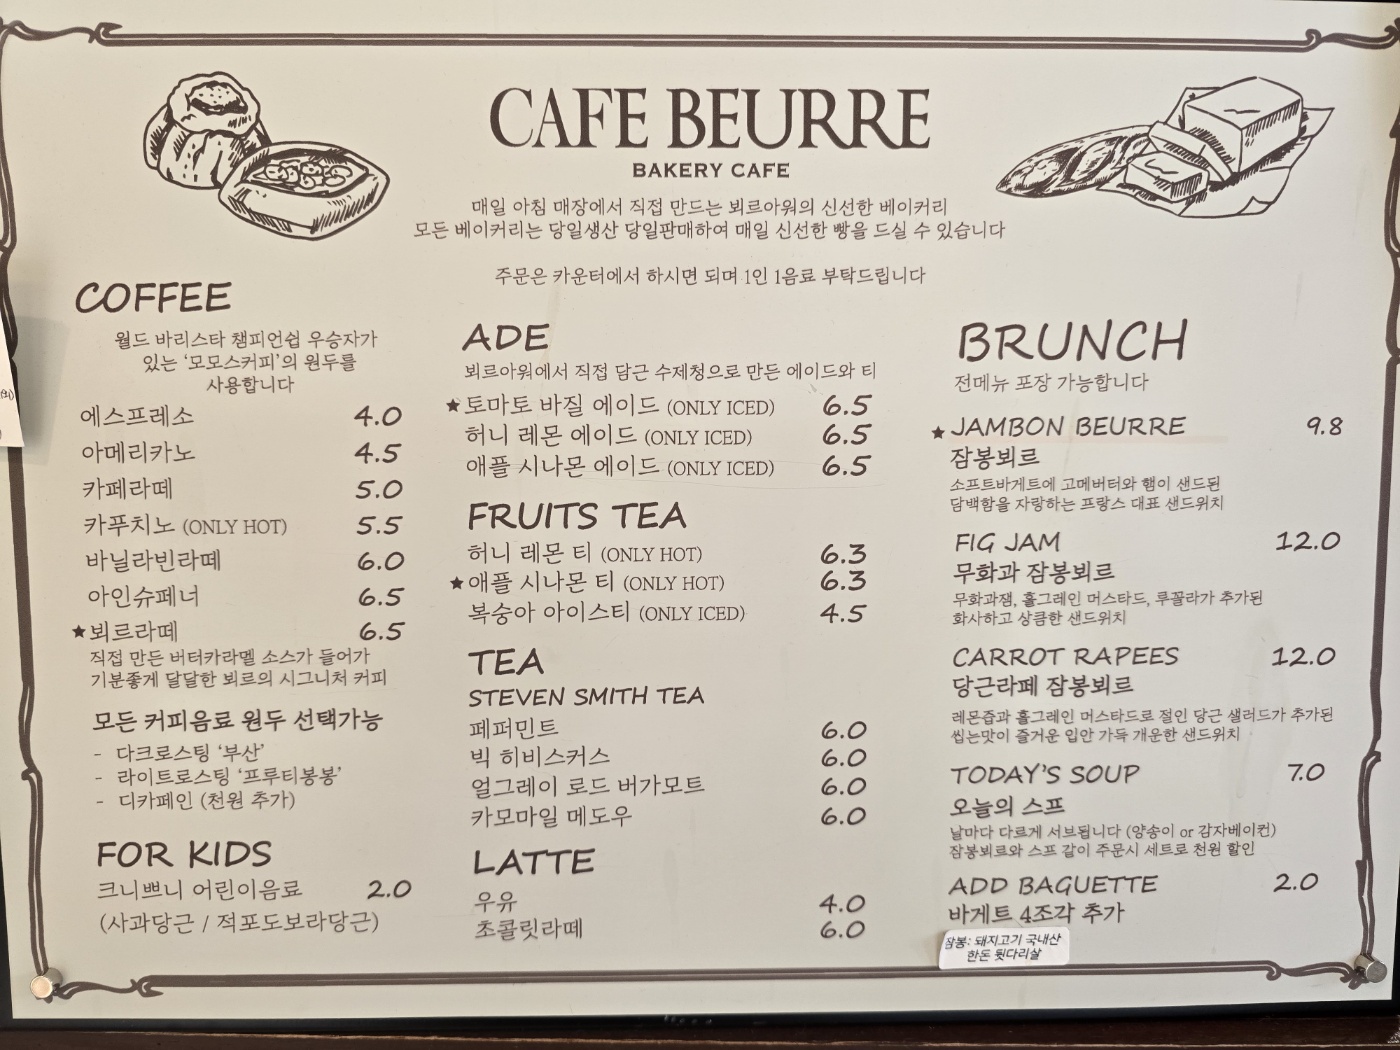 CAFE BEURRE
BAKERY CAFE
매일 아침 매장에서 직접 만드는 뵈르아워의 신선한 베이커리
모든 베이커리는 당일생산 당일판매하여 매일 신선한 빵을 드실 수 있습니다
주문은 카운터에서 하시면 되며 1인 1음료 부탁드립니다
COFFEE
월드 바리스타 챔피언쉽 우승자가
있는 '모모스커피'의 원두를
사용합니다
에스프레소 4.0
아메리카노 4.5
카페라떼 5.0
카푸치노 (ONLY HOT) 5.5
바닐라빈라떼 6.0
아인슈페너 6.5
★뵈르라떼 6.5
직접 만든 버터카라멜 소스가 들어가
기분좋게 달달한 뵈르의 시그니처 커피
모든 커피음료 원두 선택가능
- 다크로스팅 '부산'
- 라이트로스팅 '프루티봉봉'
- 디카페인 (천원 추가)
FOR KIDS
크니쁘니 어린이음료 2.0
(사과당근 / 적포도보라당근)
ADE
뵈르아워에서 직접 담근 수제청으로 만든 에이드와 티
★토마토 바질 에이드 (ONLY ICED) 6.5
허니 레몬 에이드 (ONLY ICED) 6.5
애플 시나몬 에이드 (ONLY ICED) 6.5
FRUITS TEA
허니 레몬 티 (ONLY HOT) 6.3
★애플 시나몬 티 (ONLY HOT) 6.3
복숭아 아이스티 (ONLY ICED) 4.5
TEA
STEVEN SMITH TEA
페퍼민트 6.0
빅 히비스커스 6.0
얼그레이 로드 버가모트 6.0
카모마일 메도우 6.0
LATTE
우유 4.0
초콜릿라떼 6.0
BRUNCH
전메뉴 포장 가능합니다
★JAMBON BEURRE 9.8
잠봉뵈르
소프트바게트에 고메버터와 햄이 샌드된
담백함을 자랑하는 프랑스 대표 샌드위치
FIG JAM 12.0
무화과 잠봉뵈르
무화과잼, 홀그레인 머스타드, 루꼴라가 추가된
화사하고 상큼한 샌드위치
CARROT RAPEES 12.0
당근라페 잠봉뵈르
레몬즙과 홀그레인 머스타드로 절인 당근 샐러드가 추가된
씹는맛이 즐거운 입안 가득 개운한 샌드위치
TODAY'S SOUP 7.0
오늘의 스프
날마다 다르게 서브됩니다 (양송이 or 감자베이컨)
잠봉뵈르와 스프 같이 주문시 세트로 천원 할인
ADD BAGUETTE 2.0
바게트 4조각 추가
잠봉: 돼지고기 국내산
한돈 뒷다리살